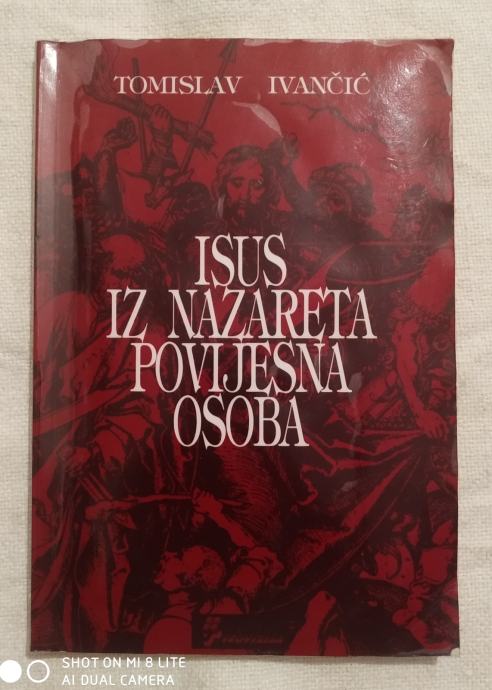 TOMISLAV IVANČIĆ
ISUS
IZ NAZARETA
POVIJESNA
OSOBA
SHOT ON MI 8 LITE
AI DUAL CAMERA